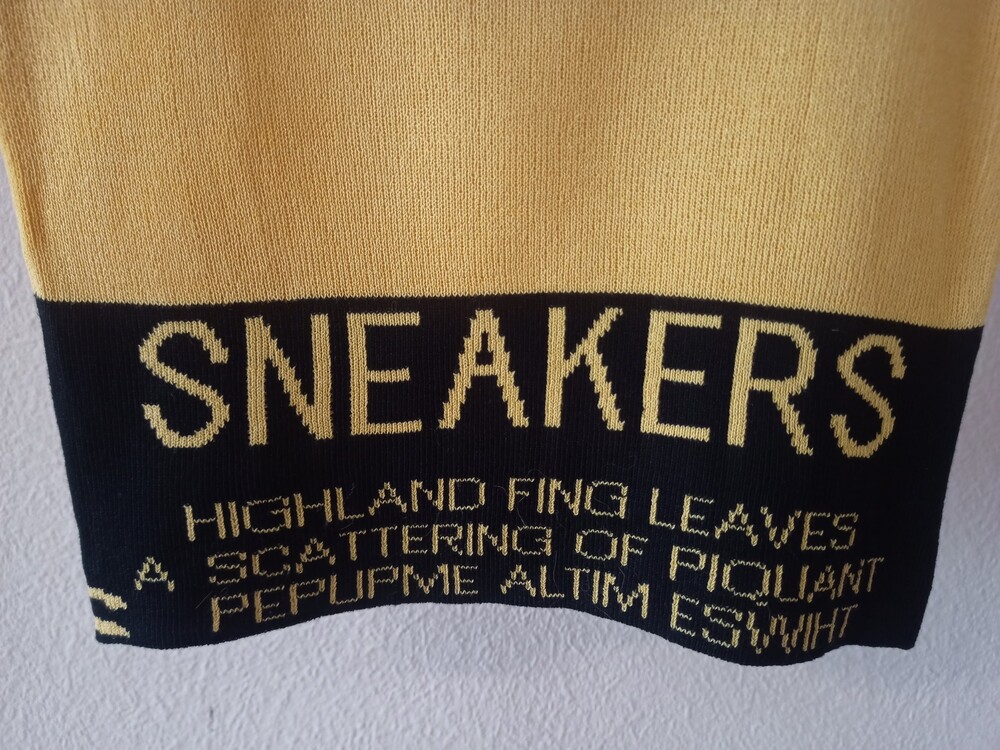 SNEAKERS
HIGHLAND FING LEAVES
A SCATTERING OF PIQUANT
PEPUPME ALTIM ESWIHT